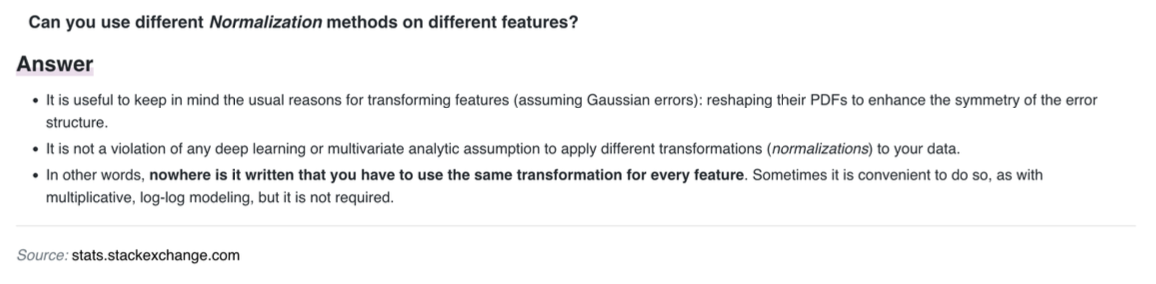 Can you use different Normalization methods on different features?
Answer
• It is useful to keep in mind the usual reasons for transforming features (assuming Gaussian errors): reshaping their PDFs to enhance the symmetry of the error
structure.
• It is not a violation of any deep learning or multivariate analytic assumption to apply different transformations (normalizations) to your data.
• In other words, nowhere is it written that you have to use the same transformation for every feature. Sometimes it is convenient to do so, as with
multiplicative, log-log modeling, but it is not required.
Source: stats.stackexchange.com